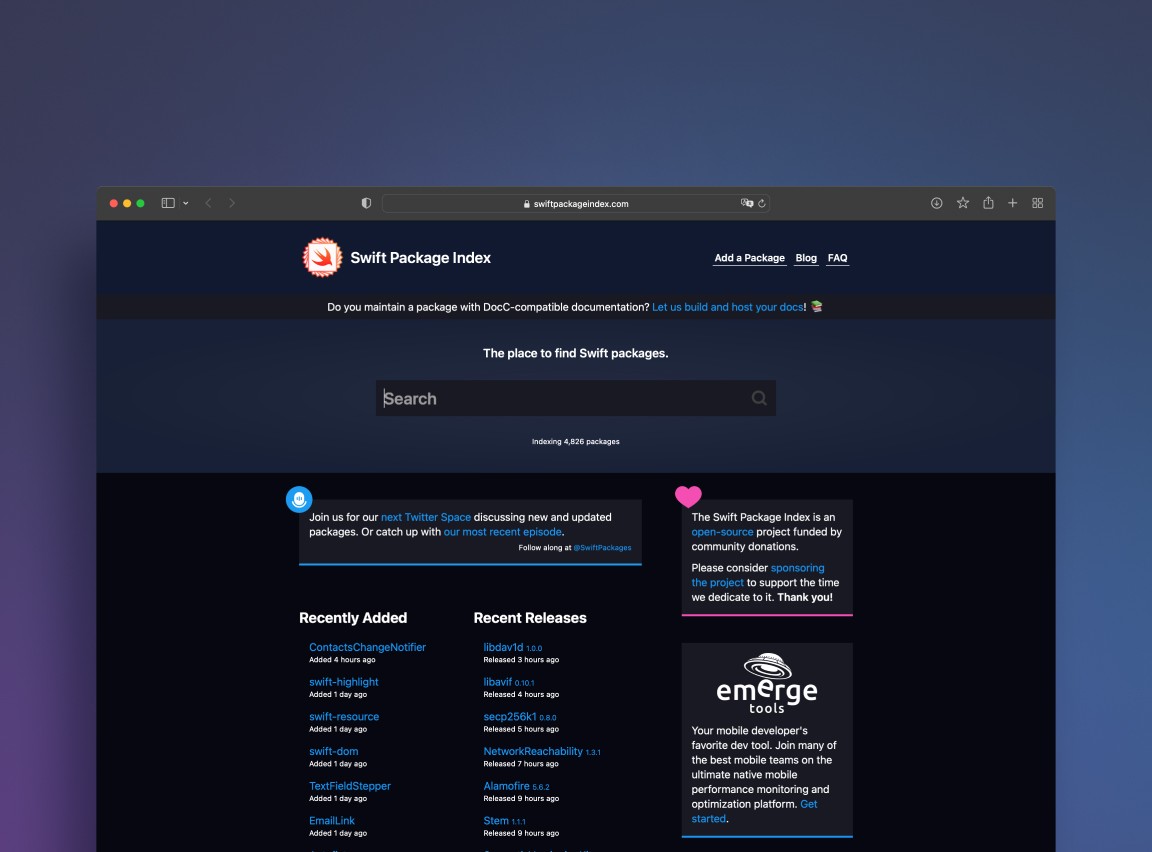 swiftpackageindex.com
Swift Package Index
Add a Package Blog FAQ
Do you maintain a package with DocC-compatible documentation? Let us build and host your docs! 📚
The place to find Swift packages.
Search
Indexing 4,826 packages
Join us for our next Twitter Space discussing new and updated
packages. Or catch up with our most recent episode.
Follow along at @SwiftPackages
Recently Added
ContactsChangeNotifier
Added 4 hours ago
swift-highlight
Added 1 day ago
swift-resource
Added 1 day ago
swift-dom
Added 1 day ago
TextFieldStepper
Added 1 day ago
EmailLink
Added 1 day ago
Recent Releases
libdav1d 1.0.0
Released 3 hours ago
libavif 0.10.1
Released 4 hours ago
secp256k1 0.8.0
Released 5 hours ago
NetworkReachability 1.3.1
Released 7 hours ago
Alamofire 5.6.2
Released 9 hours ago
Stem 1.1.1
Released 9 hours ago
The Swift Package Index is an
open-source project funded by
community donations.
Please consider sponsoring
the project to support the time
we dedicate to it. Thank you!
emerge
tools
Your mobile developer's
favorite dev tool. Join many of
the best mobile teams on the
ultimate native mobile
performance monitoring and
optimization platform. Get
started.